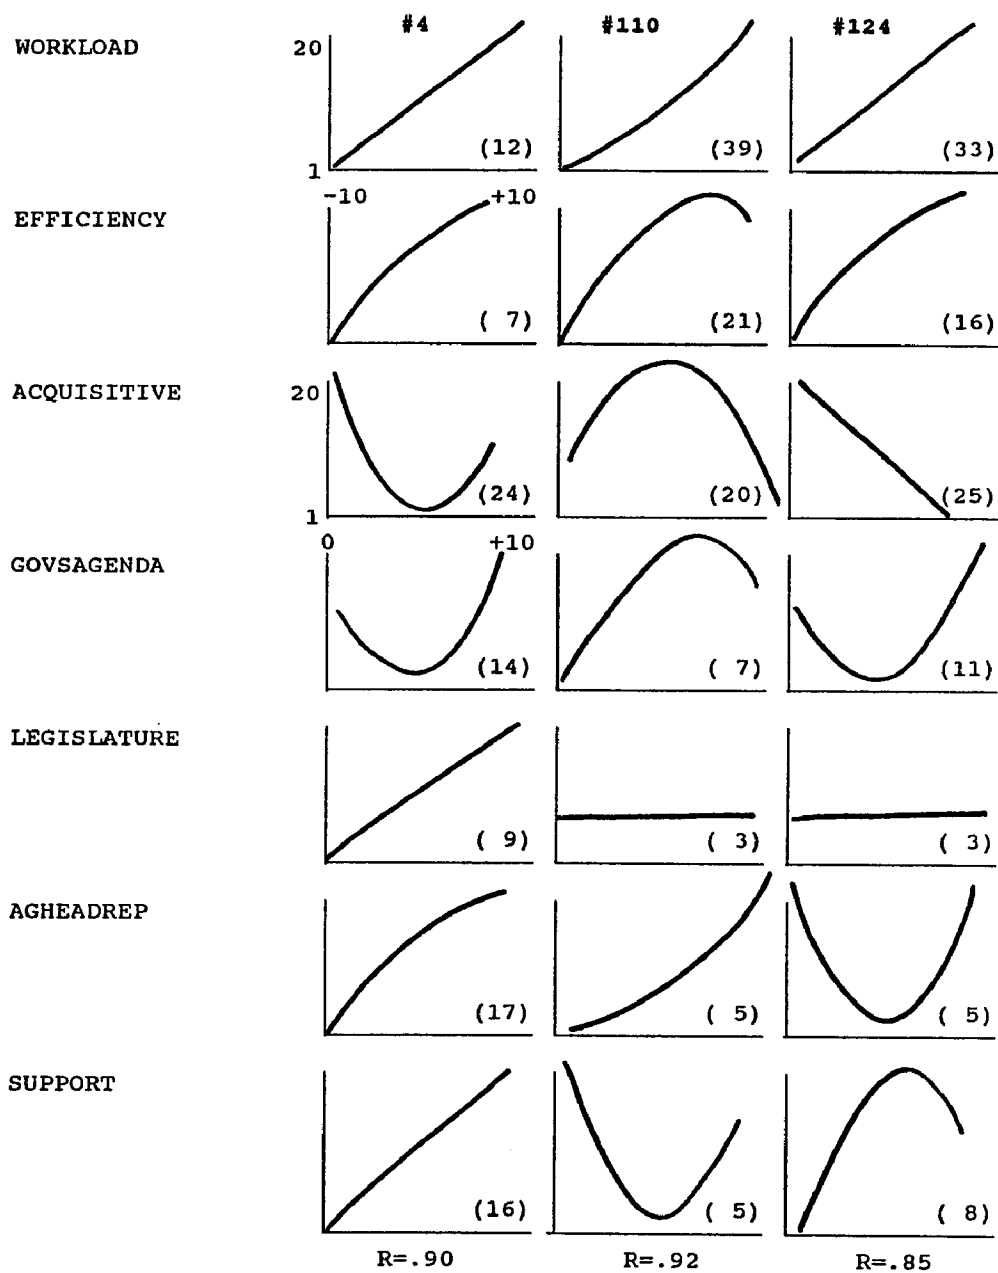 #4 #110 #124
WORKLOAD 20
(12) (39) (33)
1
-10 +10
EFFICIENCY
( 7) (21) (16)
ACQUISITIVE 20
(24) (20) (25)
1
0 +10
GOVSAGENDA
(14) ( 7) (11)
LEGISLATURE
( 9) ( 3) ( 3)
AGHEADREP
(17) ( 5) ( 5)
SUPPORT
(16) ( 5) ( 8)
R=.90 R=.92 R=.85